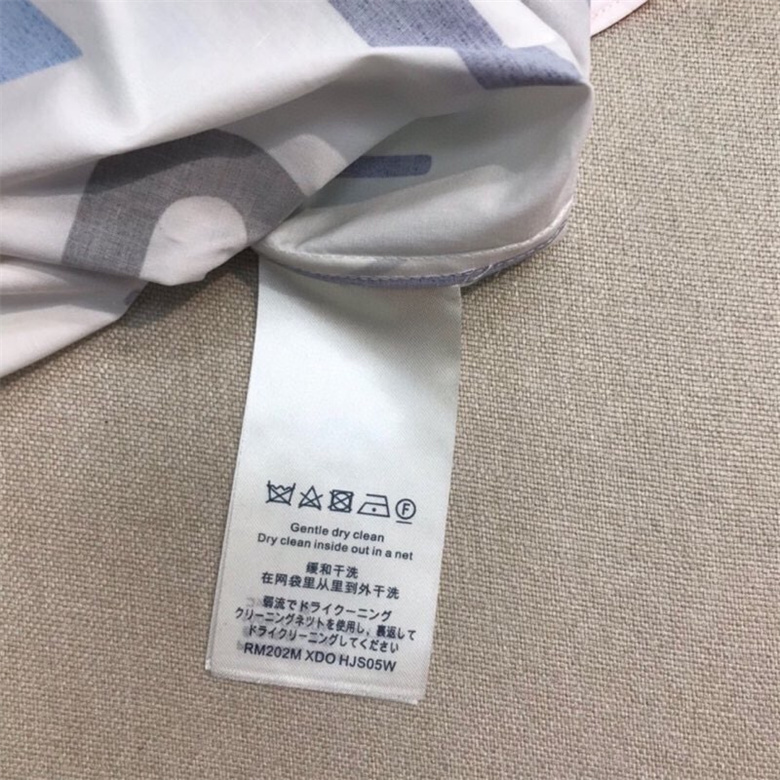 F
Gentle dry clean
Dry clean inside out in a net
緩和干洗
在网袋里从里到外干洗
弱流でドライクーニング
クリーニングネツトを使用し、裏返して
ドライクリーニングしてください
RM202M XDO HJS05W